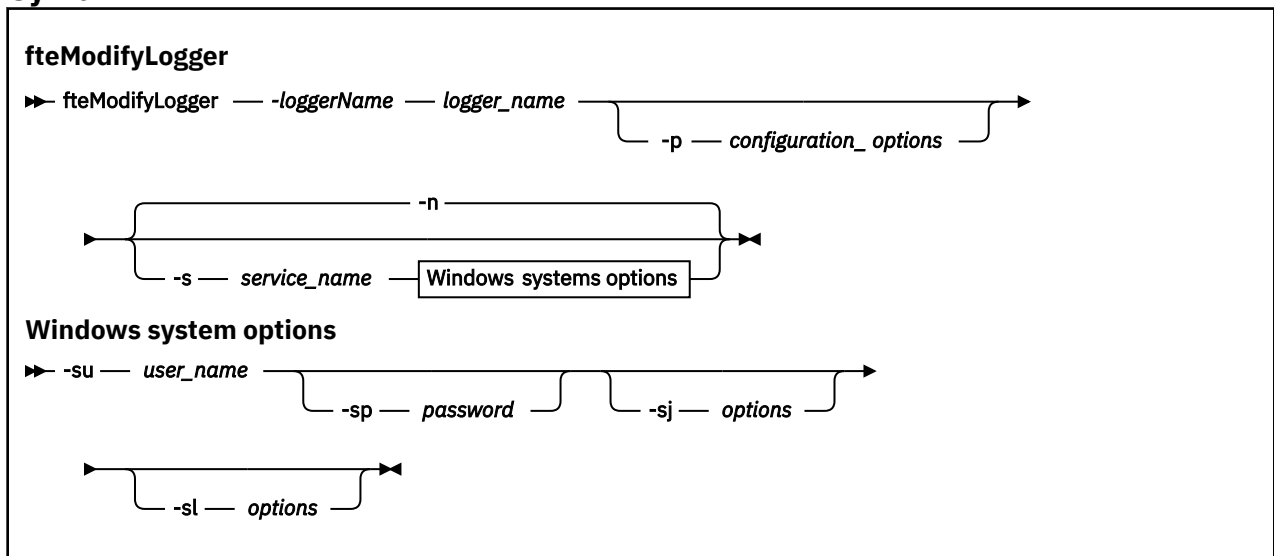 fteModifyLogger
fteModifyLogger -loggerName logger_name
-p configuration_ options
-n
-s service_name Windows systems options
Windows system options
-su user_name
-sp password -sj options
-sl options